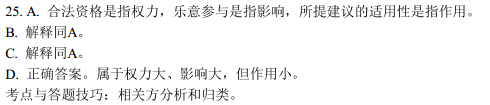 25. A. 合法资格是指权力，乐意参与是指影响，所提建议的适用性是指作用。
B. 解释同A。
C. 解释同A。
D. 正确答案。属于权力大、影响大，但作用小。
考点与答题技巧：相关方分析和归类。